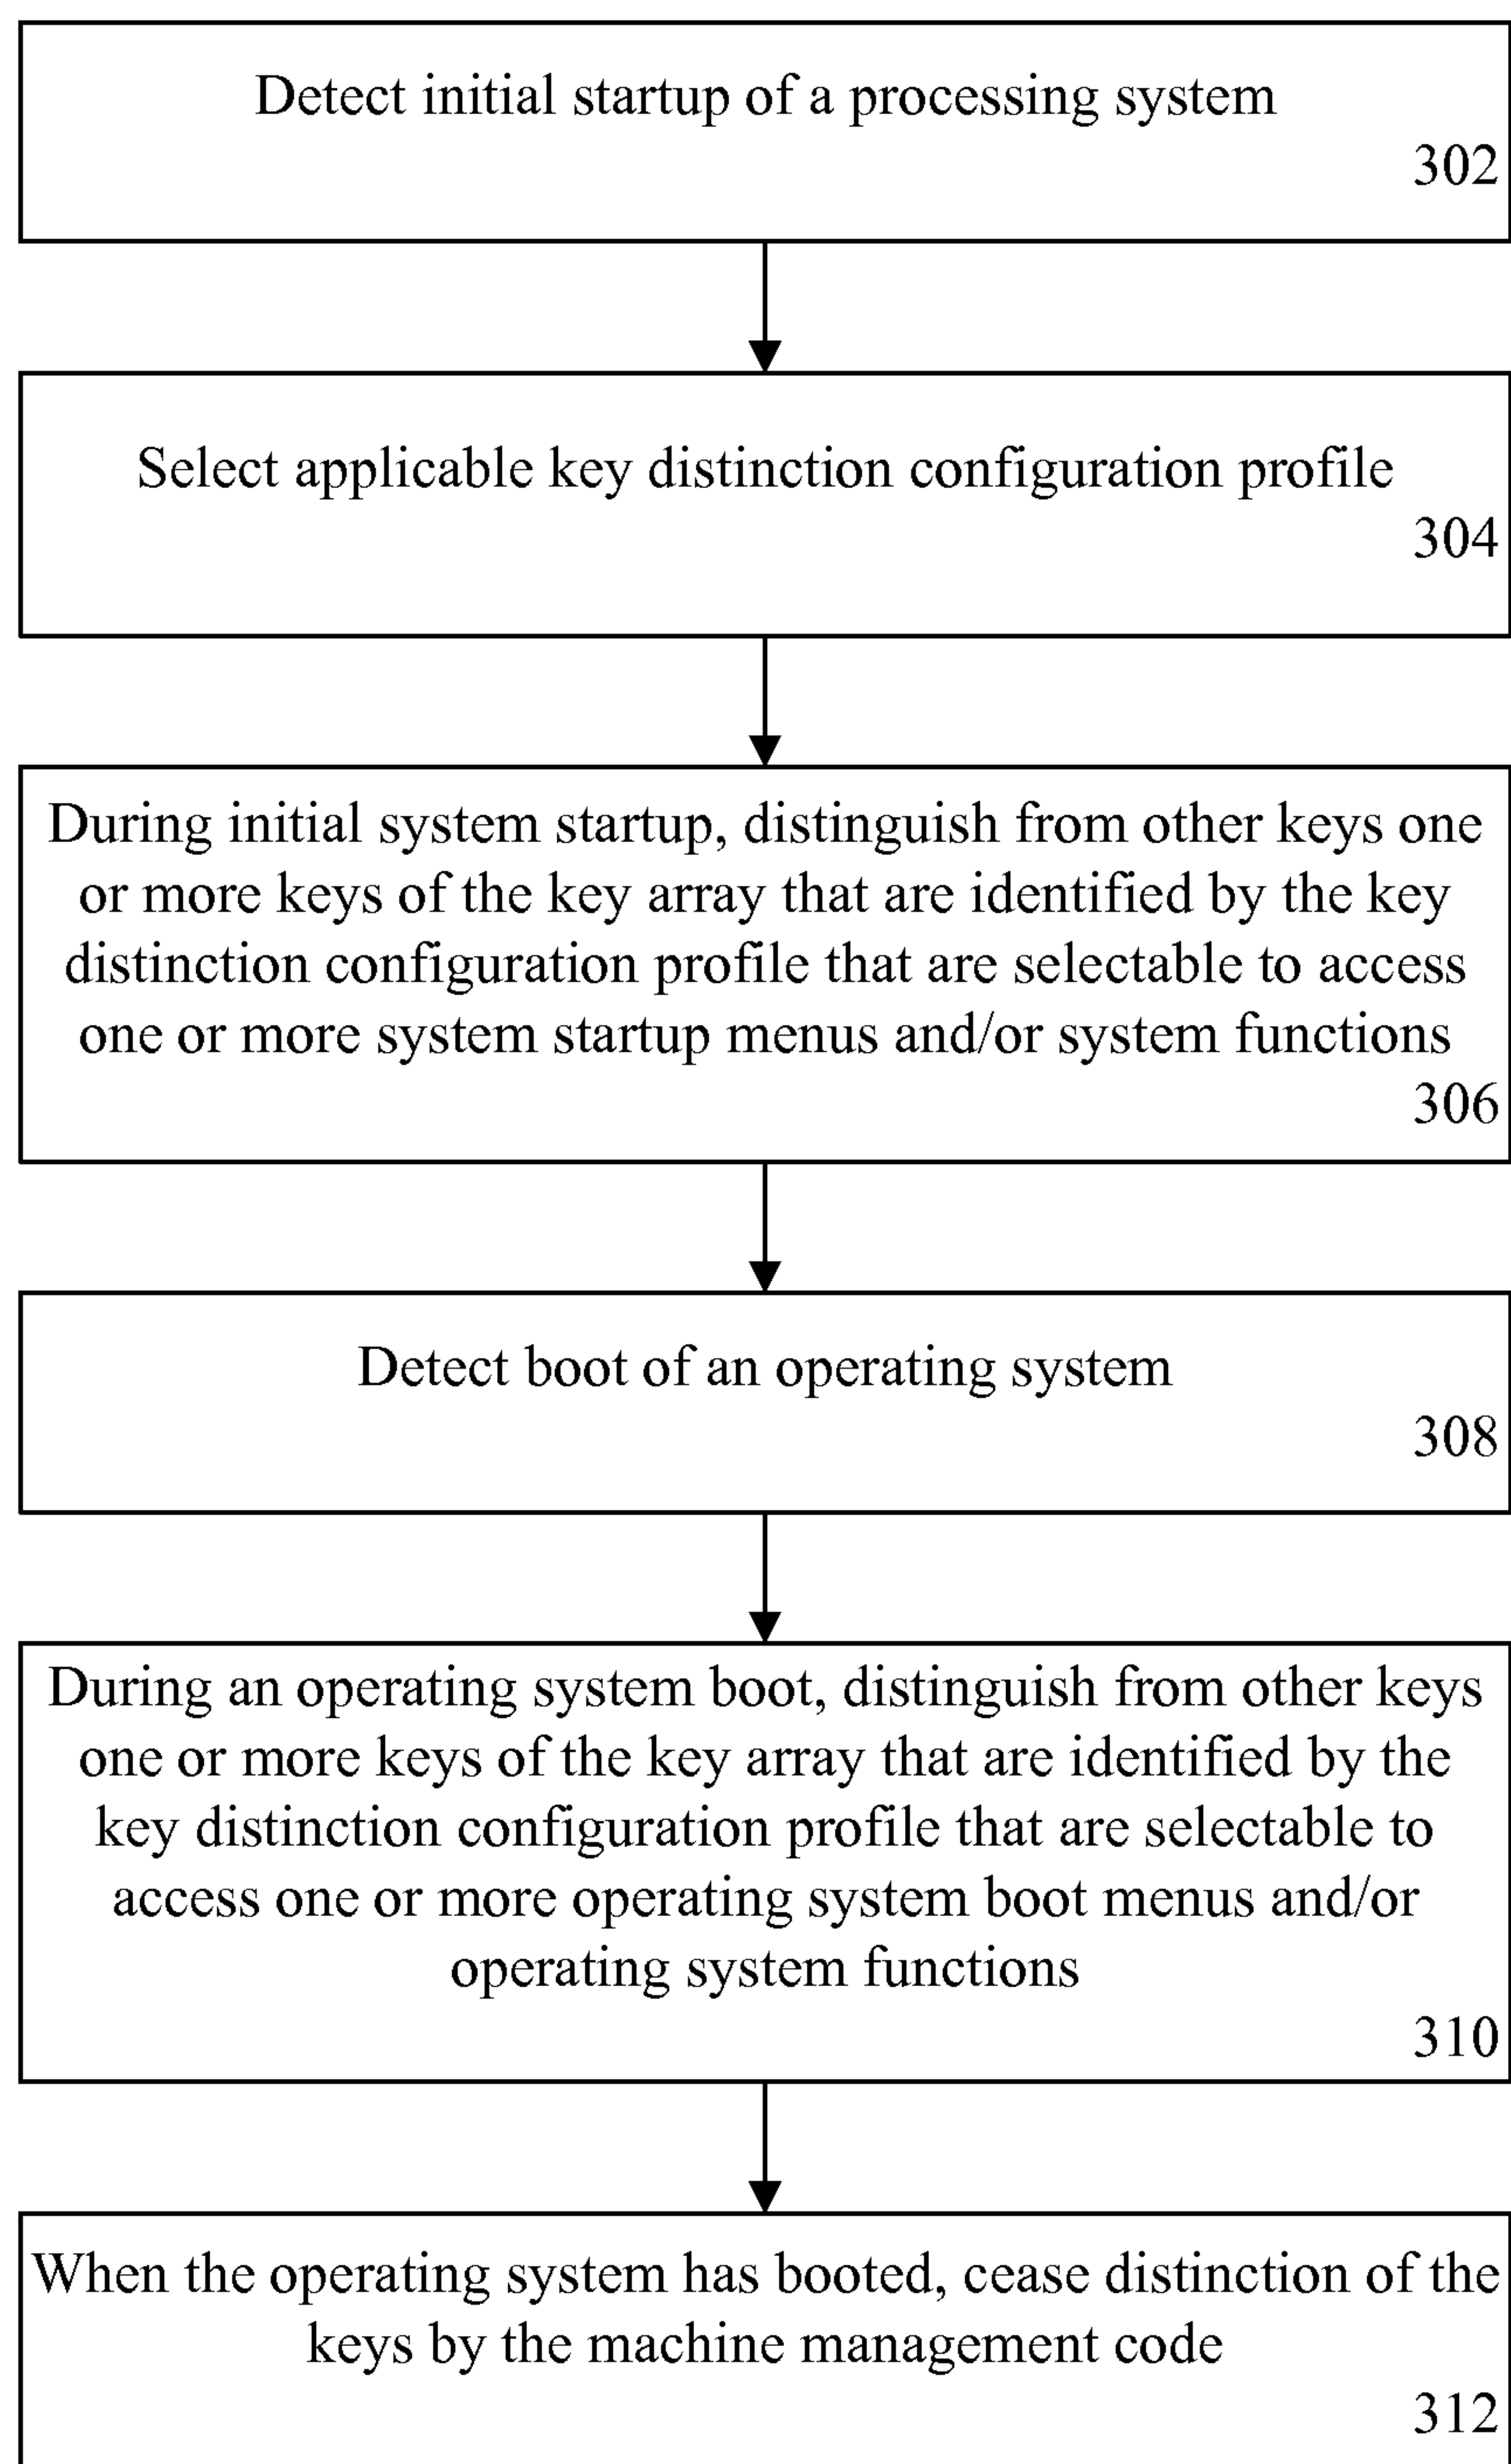 Detect initial startup of a processing system
302
Select applicable key distinction configuration profile
304
During initial system startup, distinguish from other keys one
or more keys of the key array that are identified by the key
distinction configuration profile that are selectable to access
one or more system startup menus and/or system functions
306
Detect boot of an operating system
308
During an operating system boot, distinguish from other keys
one or more keys of the key array that are identified by the
key distinction configuration profile that are selectable to
access one or more operating system boot menus and/or
operating system functions
310
When the operating system has booted, cease distinction of the
keys by the machine management code
312